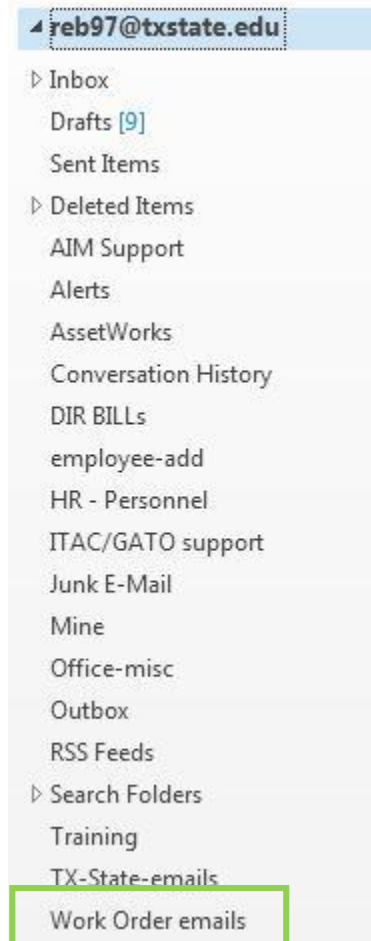 reb97@txstate.edu
Inbox
Drafts [9]
Sent Items
Deleted Items
AIM Support
Alerts
AssetWorks
Conversation History
DIR BILLs
employee-add
HR - Personnel
ITAC/GATO support
Junk E-Mail
Mine
Office-misc
Outbox
RSS Feeds
Search Folders
Training
TX-State-emails
Work Order emails